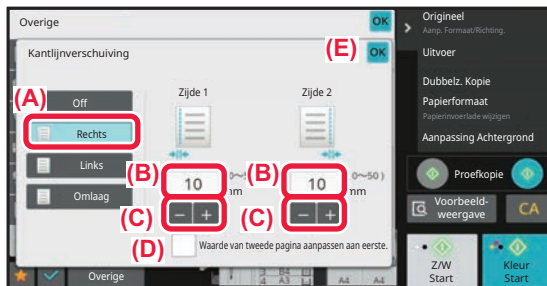 Overige
OK
Kantlijnverschuiving
(E)
OK
(A)
Off
Rechts
Links
Omlaag
Zijde 1
Zijde 2
(B)
10
mm
(B)
10
0~50 )
mm
(C)
− +
(C)
− +
(D)
Waarde van tweede pagina aanpassen aan eerste.
Overige
B4
A3
A4
A4
Origineel
Aanp. Formaat/Richting.
Uitvoer
Dubbelz. Kopie
Papierformaat
Papierinvoerlade wijzigen
Aanpassing Achtergrond
Proefkopie
Voorbeeld-
weergave
CA
Z/W
Start
Kleur
Start